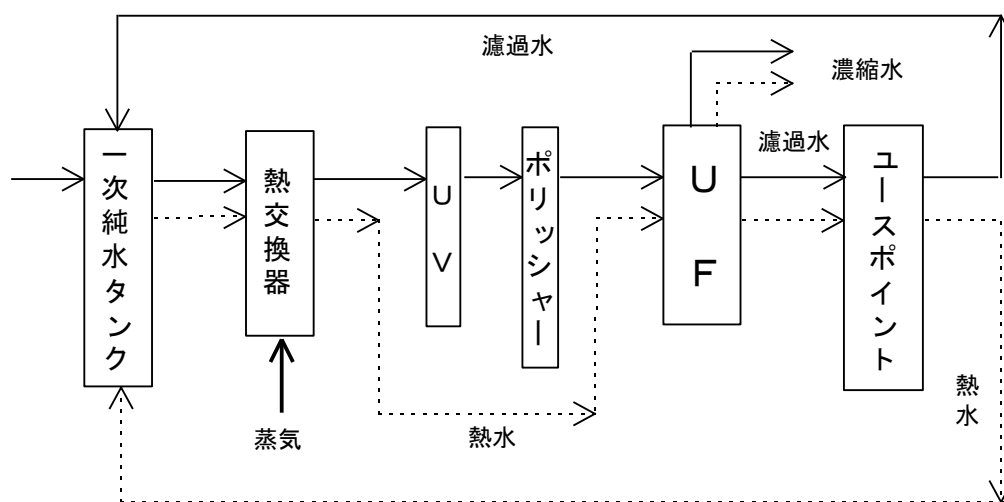 濾過水
濃縮水
濾過水
一次純水タンク
熱交換器
UV
ポリッシャー
UF
ユースポイント
蒸気
熱水
熱水